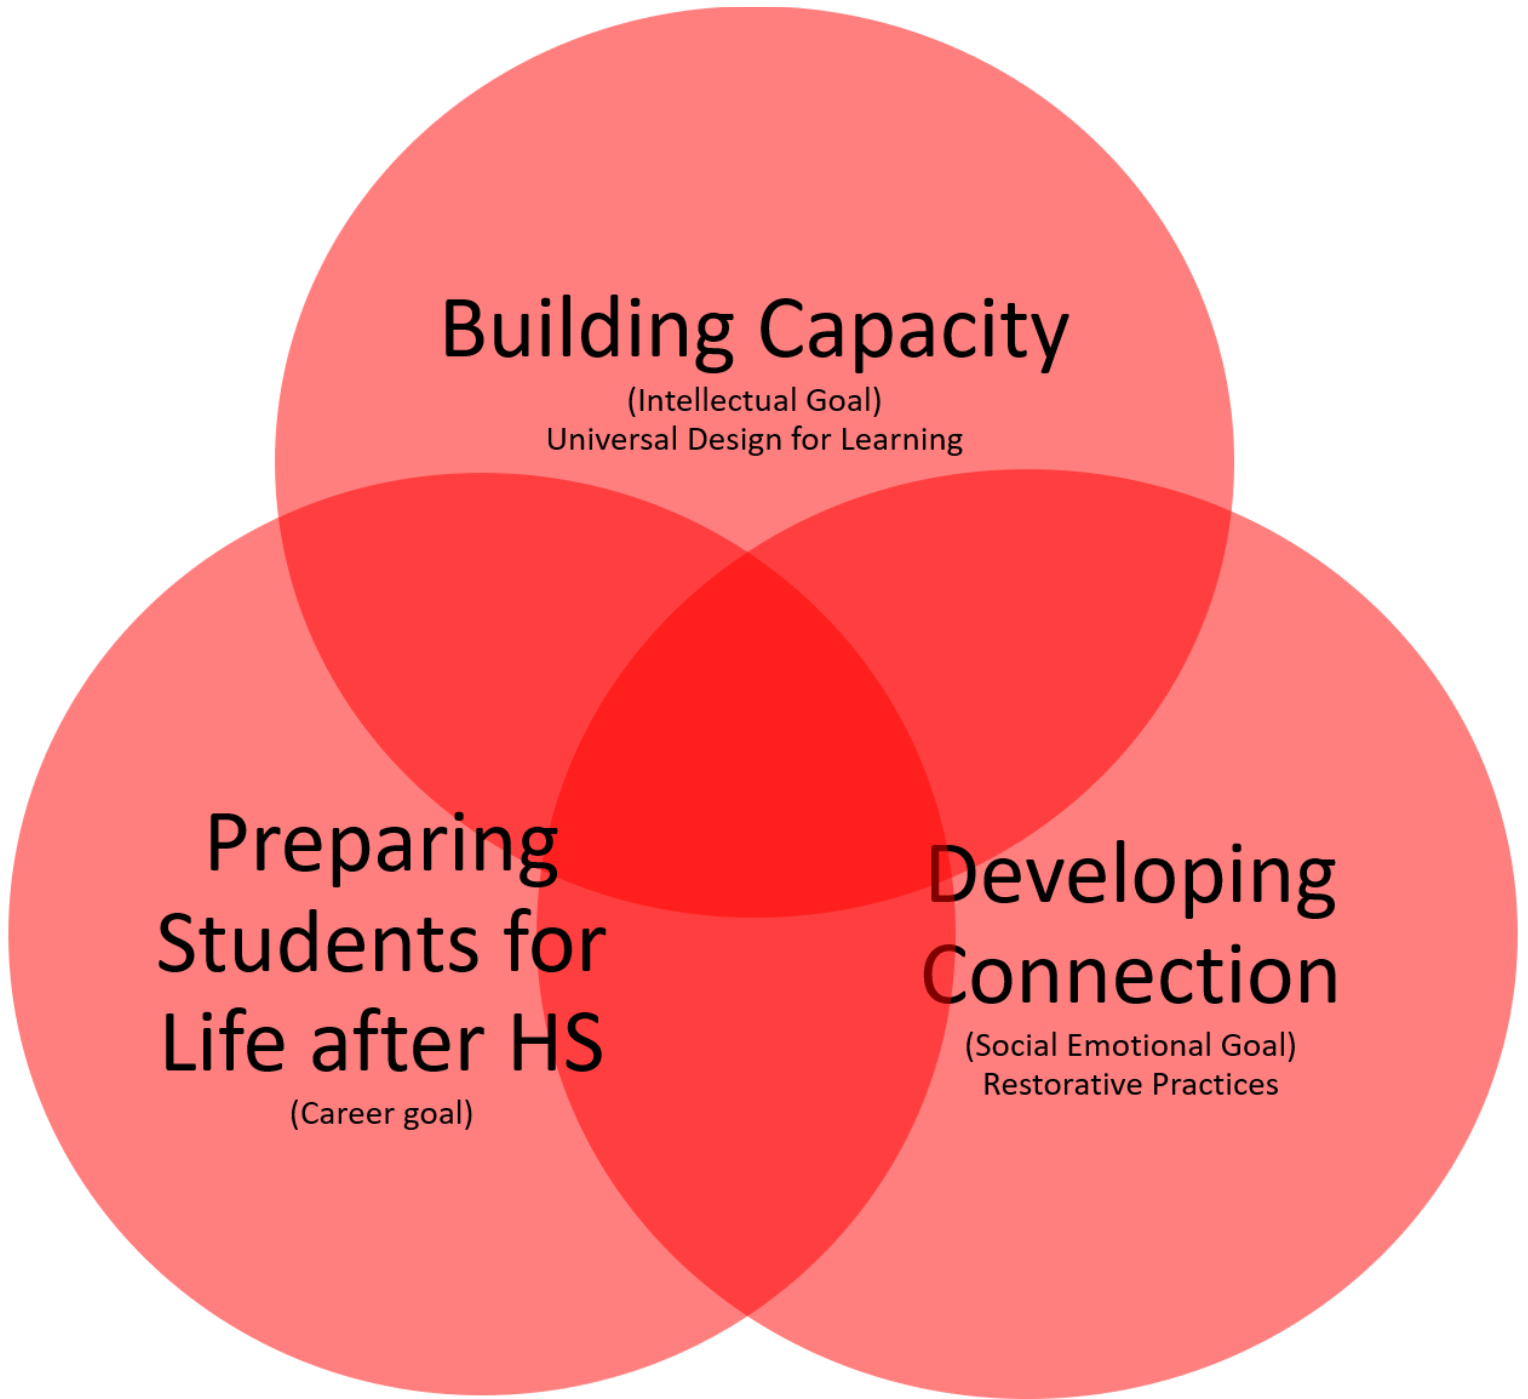 Building Capacity
(Intellectual Goal)
Universal Design for Learning
Preparing
Students for
Life after HS
(Career goal)
Developing
Connection
(Social Emotional Goal)
Restorative Practices